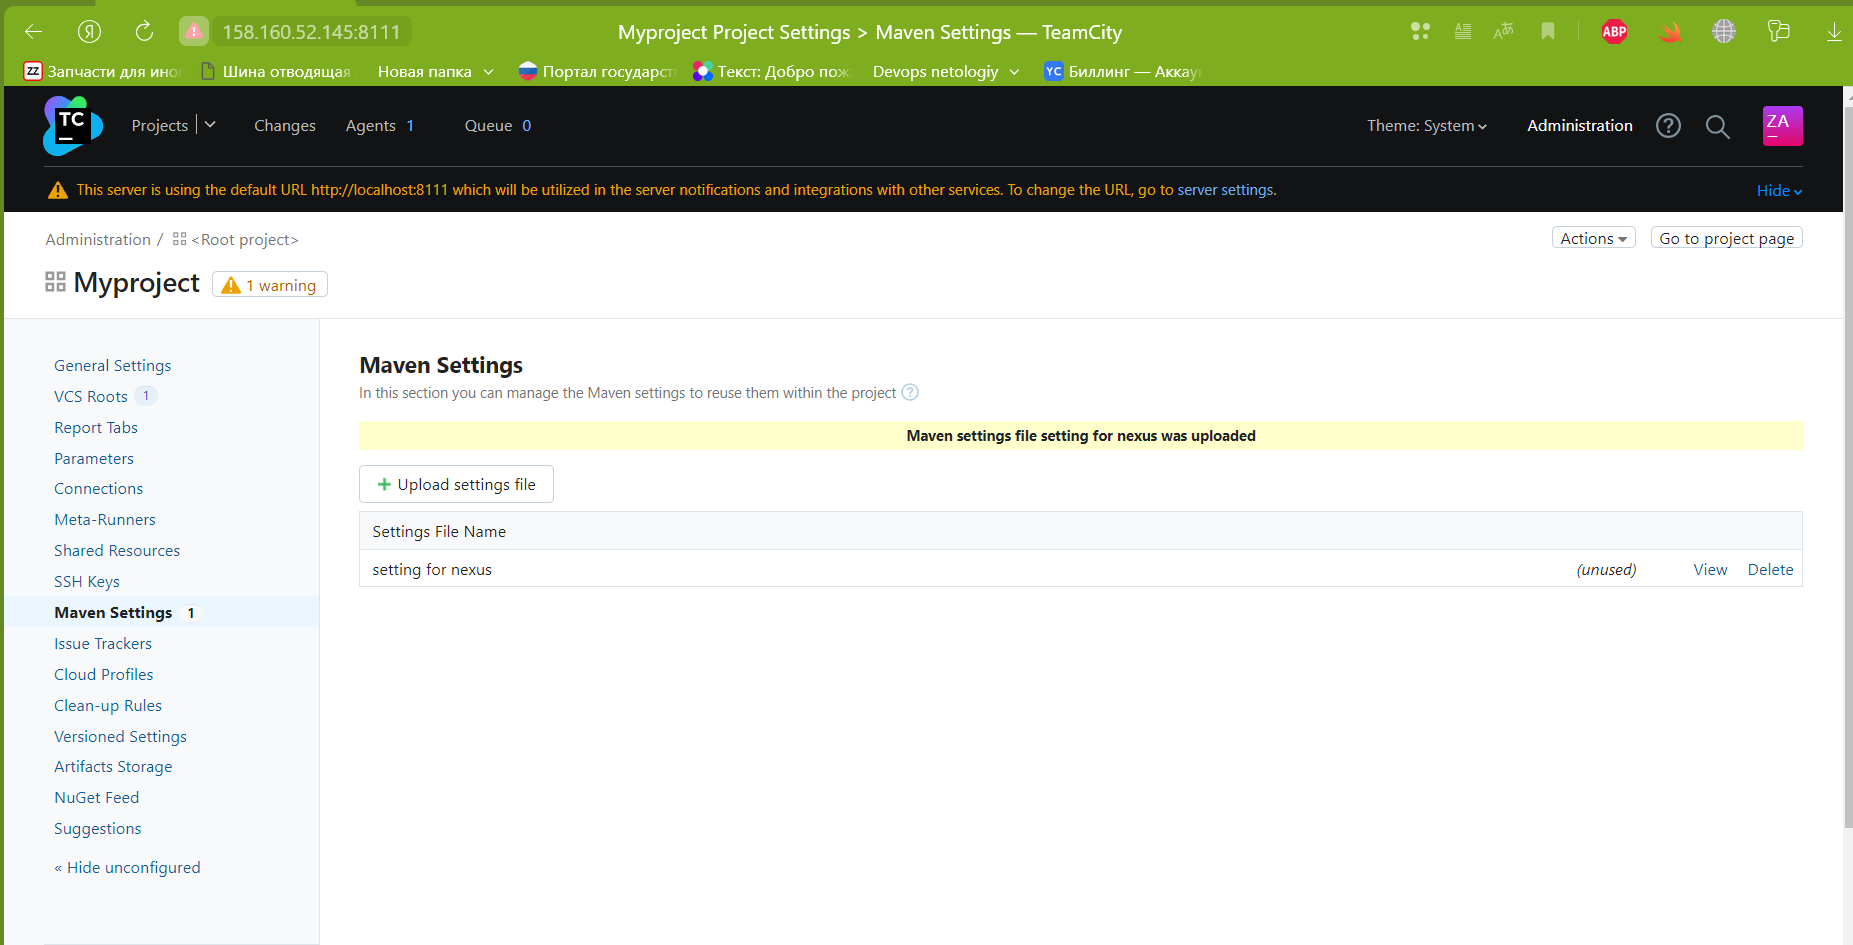 Я
158.160.52.145:8111
Myproject Project Settings > Maven Settings — TeamCity
ABP
ZZ Запчасти для
Шина отводящая
Новая папка
Портал
Текст: Добро
Devops netologiy
YC Биллинг —
TC
Projects
Changes
Agents 1
Queue 0
Theme: System
Administration
ZA
This server is using the default URL http://localhost:8111 which will be utilized in the server notifications and integrations with other services. To change the URL, go to server settings.
Hide
Administration / <Root project>
Actions
Go to project page
Myproject
1 warning
General Settings
VCS Roots 1
Report Tabs
Parameters
Connections
Meta-Runners
Shared Resources
SSH Keys
Maven Settings 1
Issue Trackers
Cloud Profiles
Clean-up Rules
Versioned Settings
Artifacts Storage
NuGet Feed
Suggestions
« Hide unconfigured
Maven Settings
In this section you can manage the Maven settings to reuse them within the project
Maven settings file setting for nexus was uploaded
+ Upload settings file
Settings File Name
setting for nexus
(unused)
View
Delete